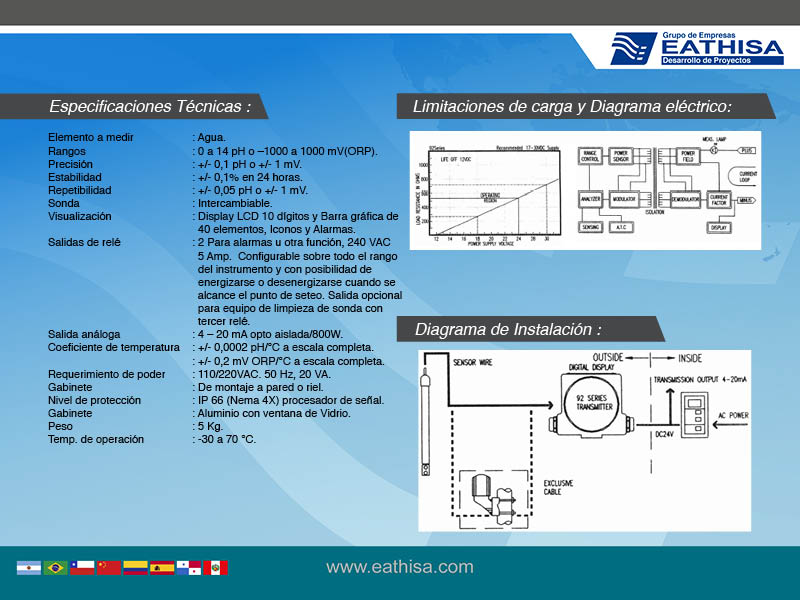 Grupo de Empresas
EATHISA
Desarrollo de Proyectos
Especificaciones Técnicas :
Elemento a medir : Agua.
Rangos : 0 a 14 pH o –1000 a 1000 mV(ORP).
Precisión : +/- 0,1 pH o +/- 1 mV.
Estabilidad : +/- 0,1% en 24 horas.
Repetibilidad : +/- 0,05 pH o +/- 1 mV.
Sonda : Intercambiable.
Visualización : Display LCD 10 dígitos y Barra gráfica de
40 elementos, Iconos y Alarmas.
Salidas de relé : 2 Para alarmas u otra función, 240 VAC
5 Amp. Configurable sobre todo el rango
del instrumento y con posibilidad de
energizarse o desenergizarse cuando se
alcance el punto de seteo. Salida opcional
para equipo de limpieza de sonda con
tercer relé.
Salida análoga : 4 – 20 mA opto aislada/800W.
Coeficiente de temperatura : +/- 0,0002 pH/°C a escala completa.
: +/- 0,2 mV ORP/°C a escala completa.
Requerimiento de poder : 110/220VAC. 50 Hz, 20 VA.
Gabinete : De montaje a pared o riel.
Nivel de protección : IP 66 (Nema 4X) procesador de señal.
Gabinete : Aluminio con ventana de Vidrio.
Peso : 5 Kg.
Temp. de operación : -30 a 70 °C.
Limitaciones de carga y Diagrama eléctrico:
92Series Recommended 17-30VDC Supply
LIFT OFF 12VDC
1000
800
600
400
200
OPERATING
REGION
LOAD RESISTANCE IN OHMS
12 14 16 18 20 22 24 26 28 30
POWER SUPPLY VOLTAGE
MEAS. LAMP
RANGE
CONTROL
POWER
SENSOR
POWER
FIELD
PLUS
CURRENT
LOOP
ANALYZER
MODULATOR
DEMODULATOR
CURRENT
FACTOR
MINUS
ISOLATION
SENSING
A.T.C
DISPLAY
Diagrama de Instalación :
OUTSIDE INSIDE
SENSOR WIRE
DIGITAL DISPLAY
92 SERIES
TRANSMITTER
TRANSMISSION OUTPUT 4-20mA
AC POWER
DC24V
EXCLUSIVE
CABLE
www.eathisa.com